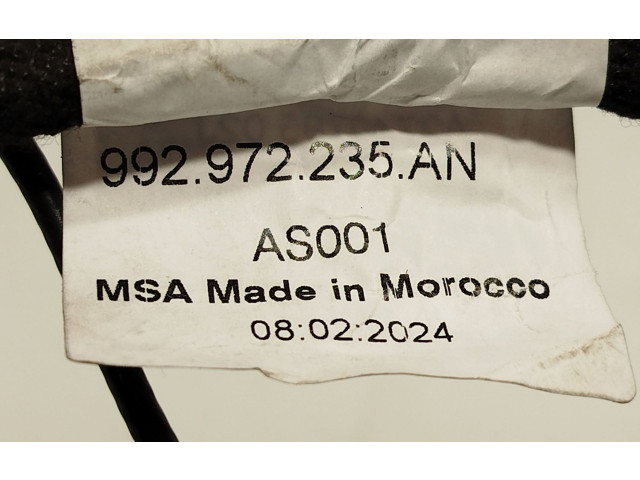 992.972.235.AN
AS001
MSA Made in Morocco
08:02:2024